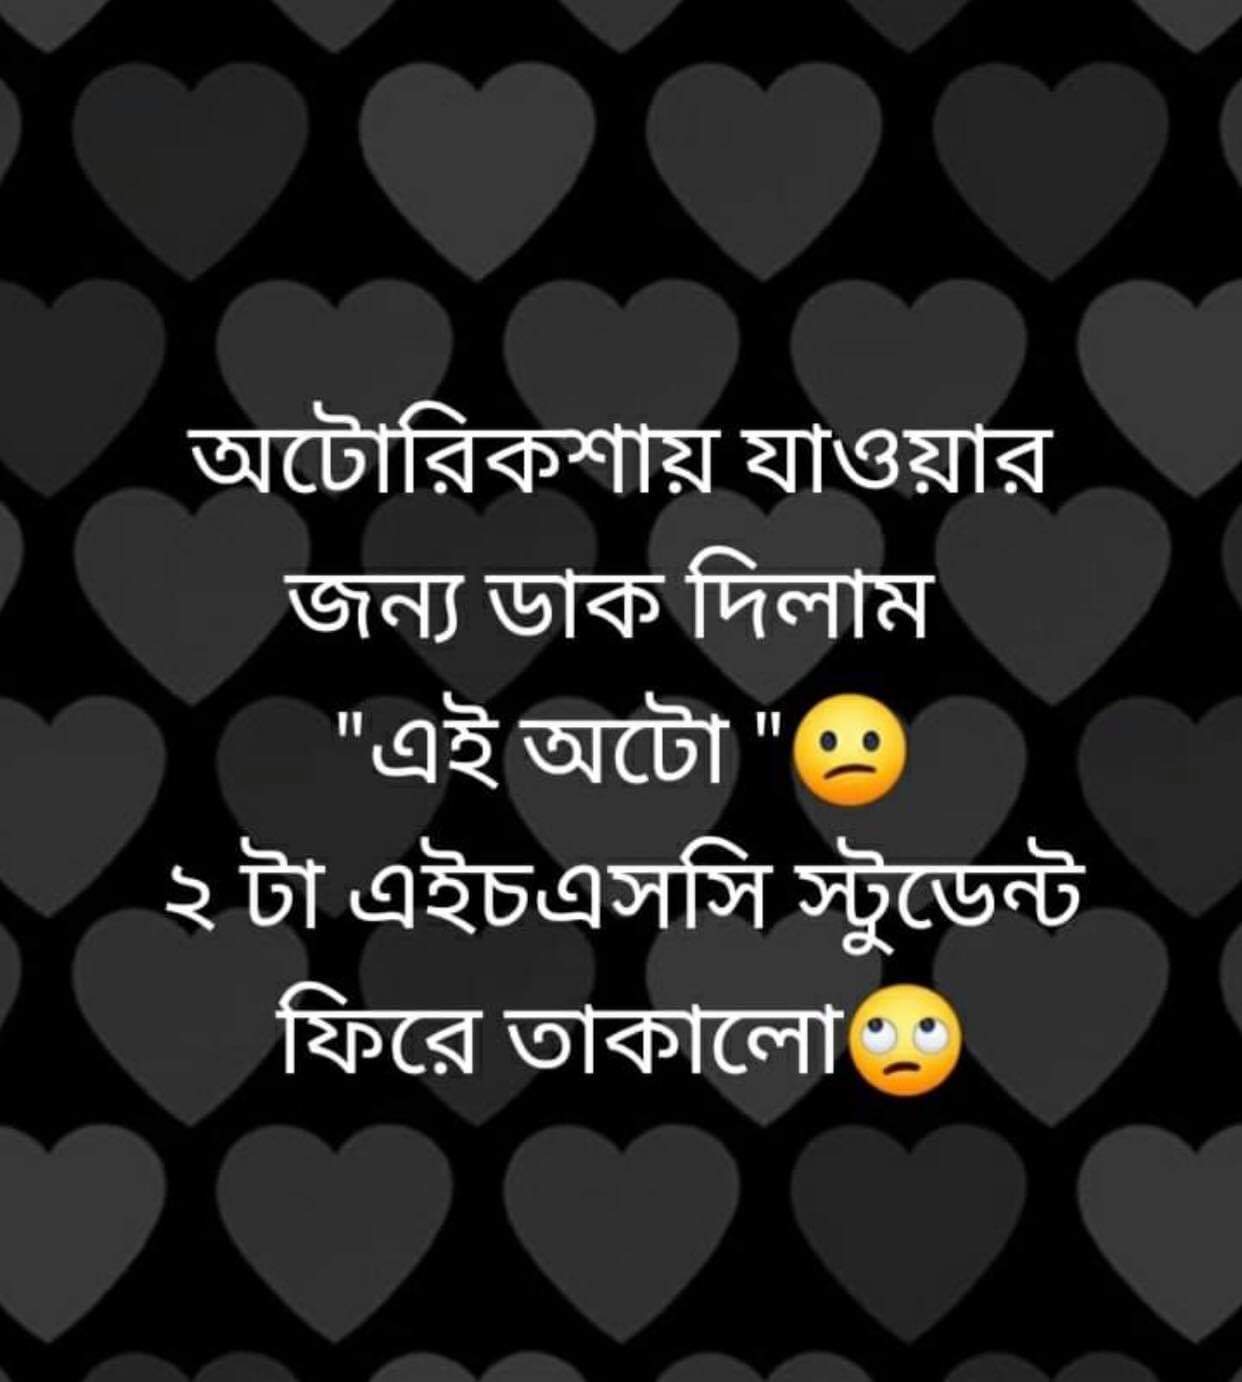 অটোরিকশায় যাওয়ার
জন্য ডাক দিলাম
"এই অটো "😕
২ টা এইচএসসি স্টুডেন্ট
ফিরে তাকালো🙄